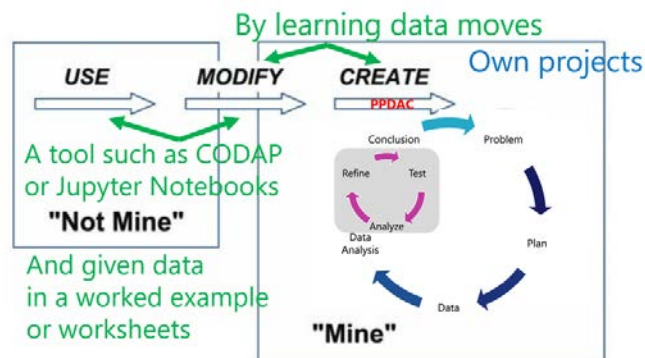 By learning data moves
USE
MODIFY
CREATE
Own projects
PPDAC
A tool such as CODAP
or Jupyter Notebooks
"Not Mine"
And given data
in a worked example
or worksheets
Conclusion
Problem
Refine
Test
Analyze
Data
Analysis
Plan
Data
"Mine"